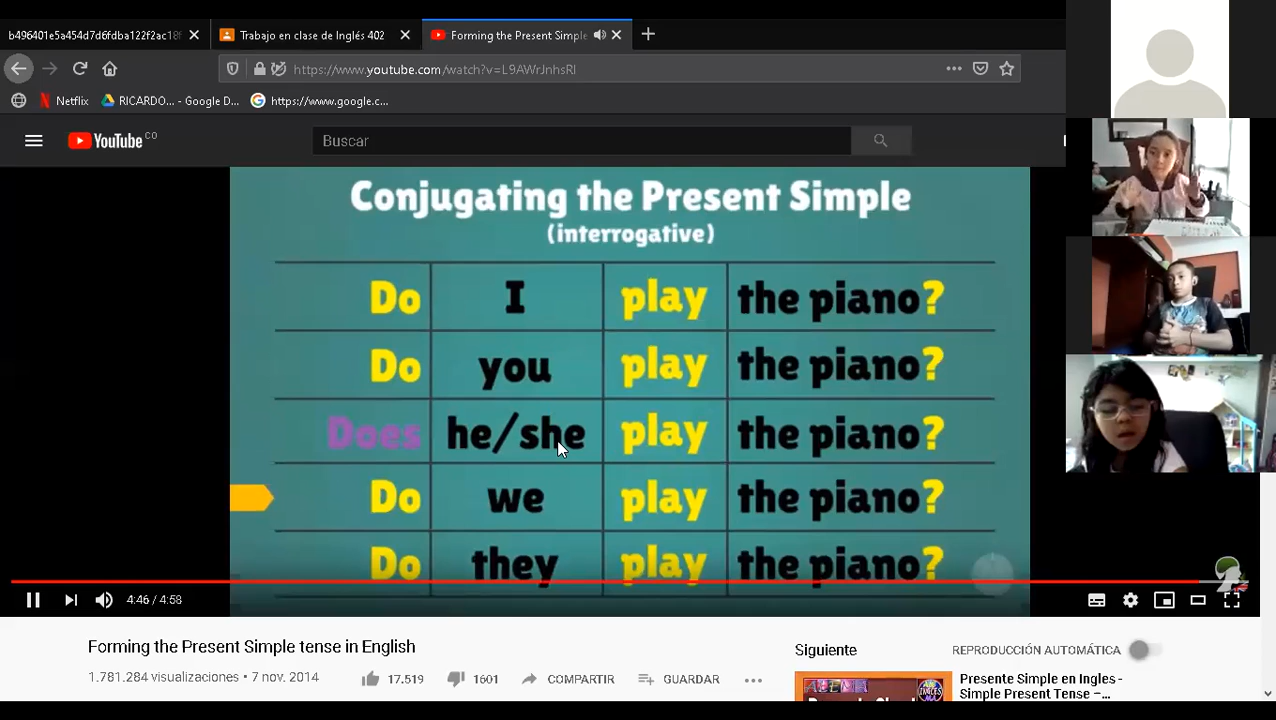 b496401e5a454d7d6fdba122f2ac18f
Trabajo en clase de Inglés 402
Forming the Present Simple
https://www.youtube.com/watch?v=L9AWrJnhsRI
Netflix
RICARDO... - Google D...
https://www.google.c...
YouTube CO
Buscar
Conjugating the Present Simple
(interrogative)
Do I play the piano?
Do you play the piano?
Does he/she play the piano?
Do we play the piano?
Do they play the piano?
4:46 / 4:58
Forming the Present Simple tense in English
1.781.284 visualizaciones • 7 nov. 2014
17.519
1601
COMPARTIR
GUARDAR
Siguiente
REPRODUCCIÓN AUTOMÁTICA
Presente Simple en Ingles -
Simple Present Tense –...